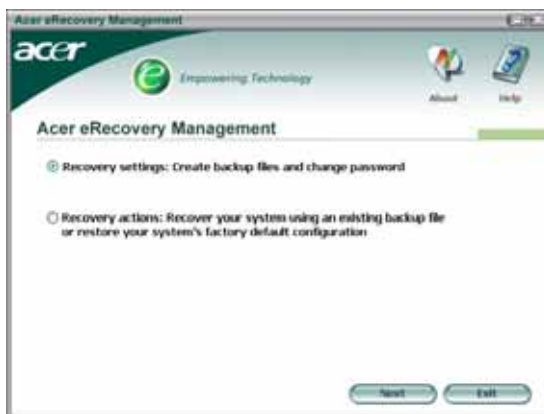 Acer eRecovery Management
acer
Empowering Technology
About
Help
Acer eRecovery Management
Recovery settings: Create backup files and change password
Recovery actions: Recover your system using an existing backup file
or restore your system's factory default configuration
Next
Exit